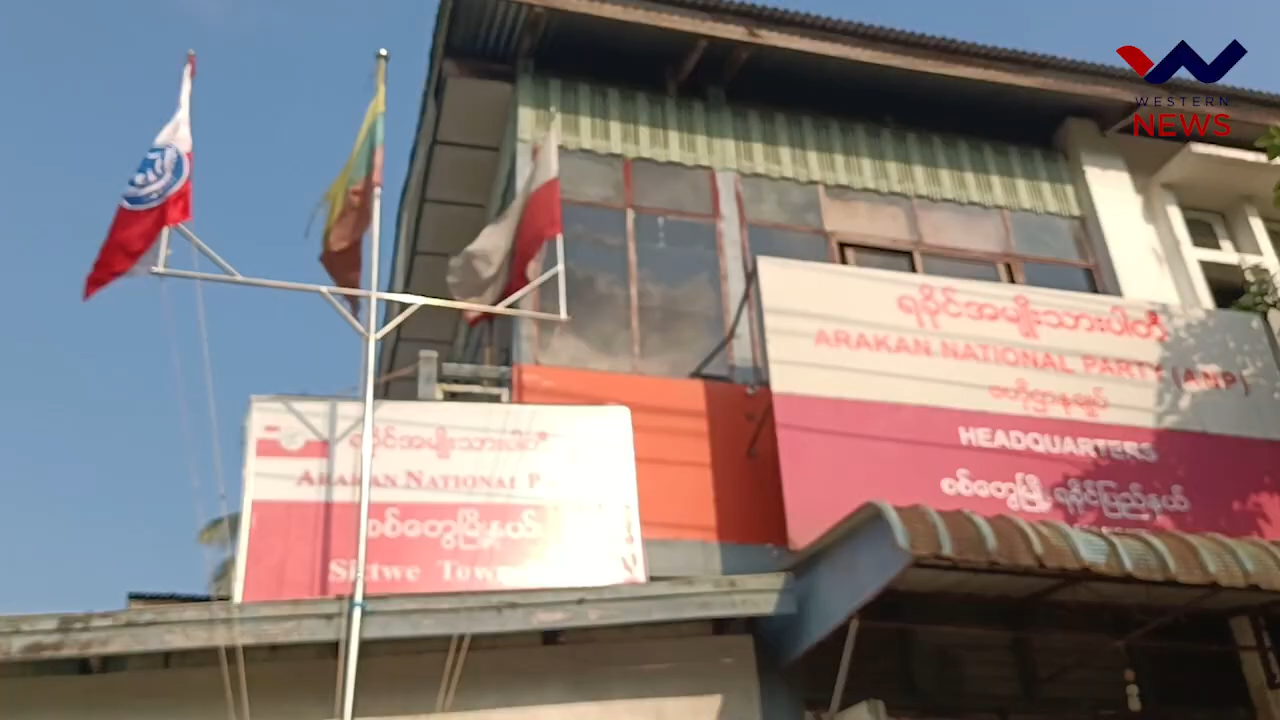 WESTERN
NEWS
ရခိုင်အမျိုးသားပါတီ
ARAKAN NATIONAL PARTY (ANP)
ဗဟိုဌာနချုပ်
HEADQUARTERS
စစ်တွေမြို့၊ ရခိုင်ပြည်နယ်
ရခိုင်အမျိုးသားပါတီ
ARAKAN NATIONAL P
စစ်တွေမြို့နယ်
Sittwe Town